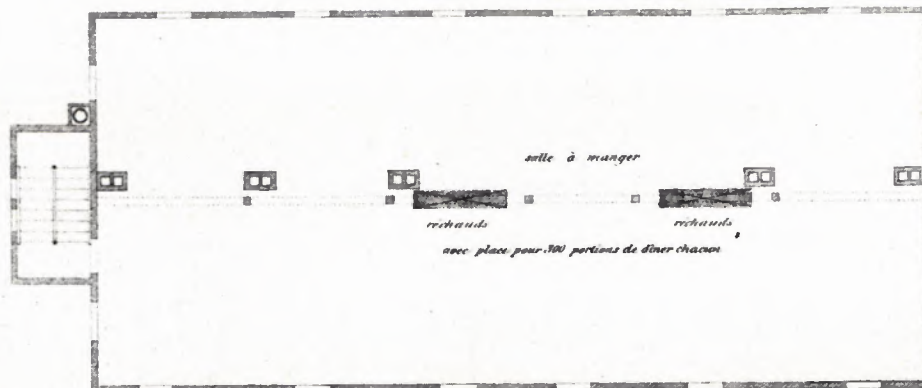 salle à manger
réchauds
réchauds
avec place pour 300 portions de dîner chacun